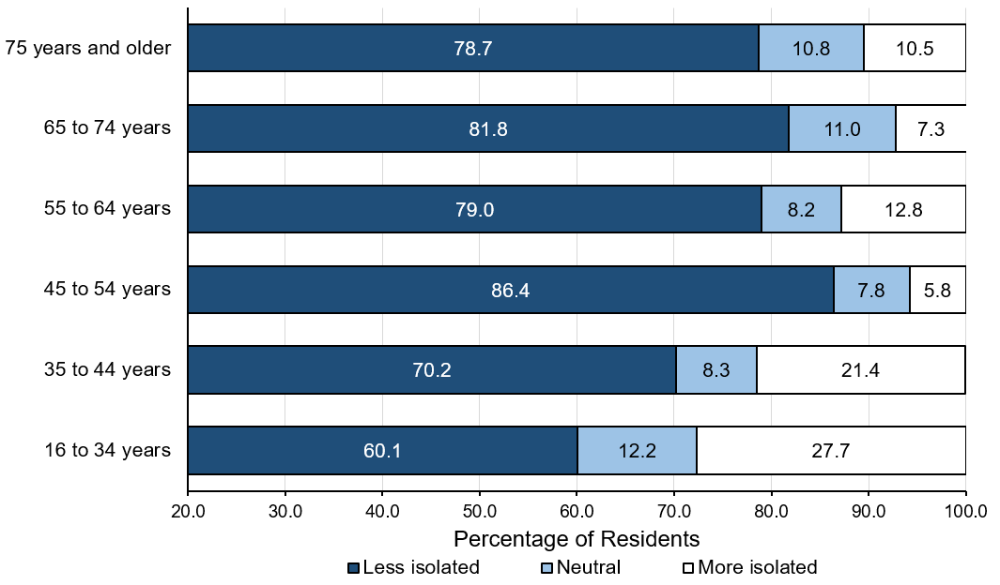 75 years and older 78.7 10.8 10.5
65 to 74 years 81.8 11.0 7.3
55 to 64 years 79.0 8.2 12.8
45 to 54 years 86.4 7.8 5.8
35 to 44 years 70.2 8.3 21.4
16 to 34 years 60.1 12.2 27.7
20.0 30.0 40.0 50.0 60.0 70.0 80.0 90.0 100.0
Percentage of Residents
Less isolated Neutral More isolated